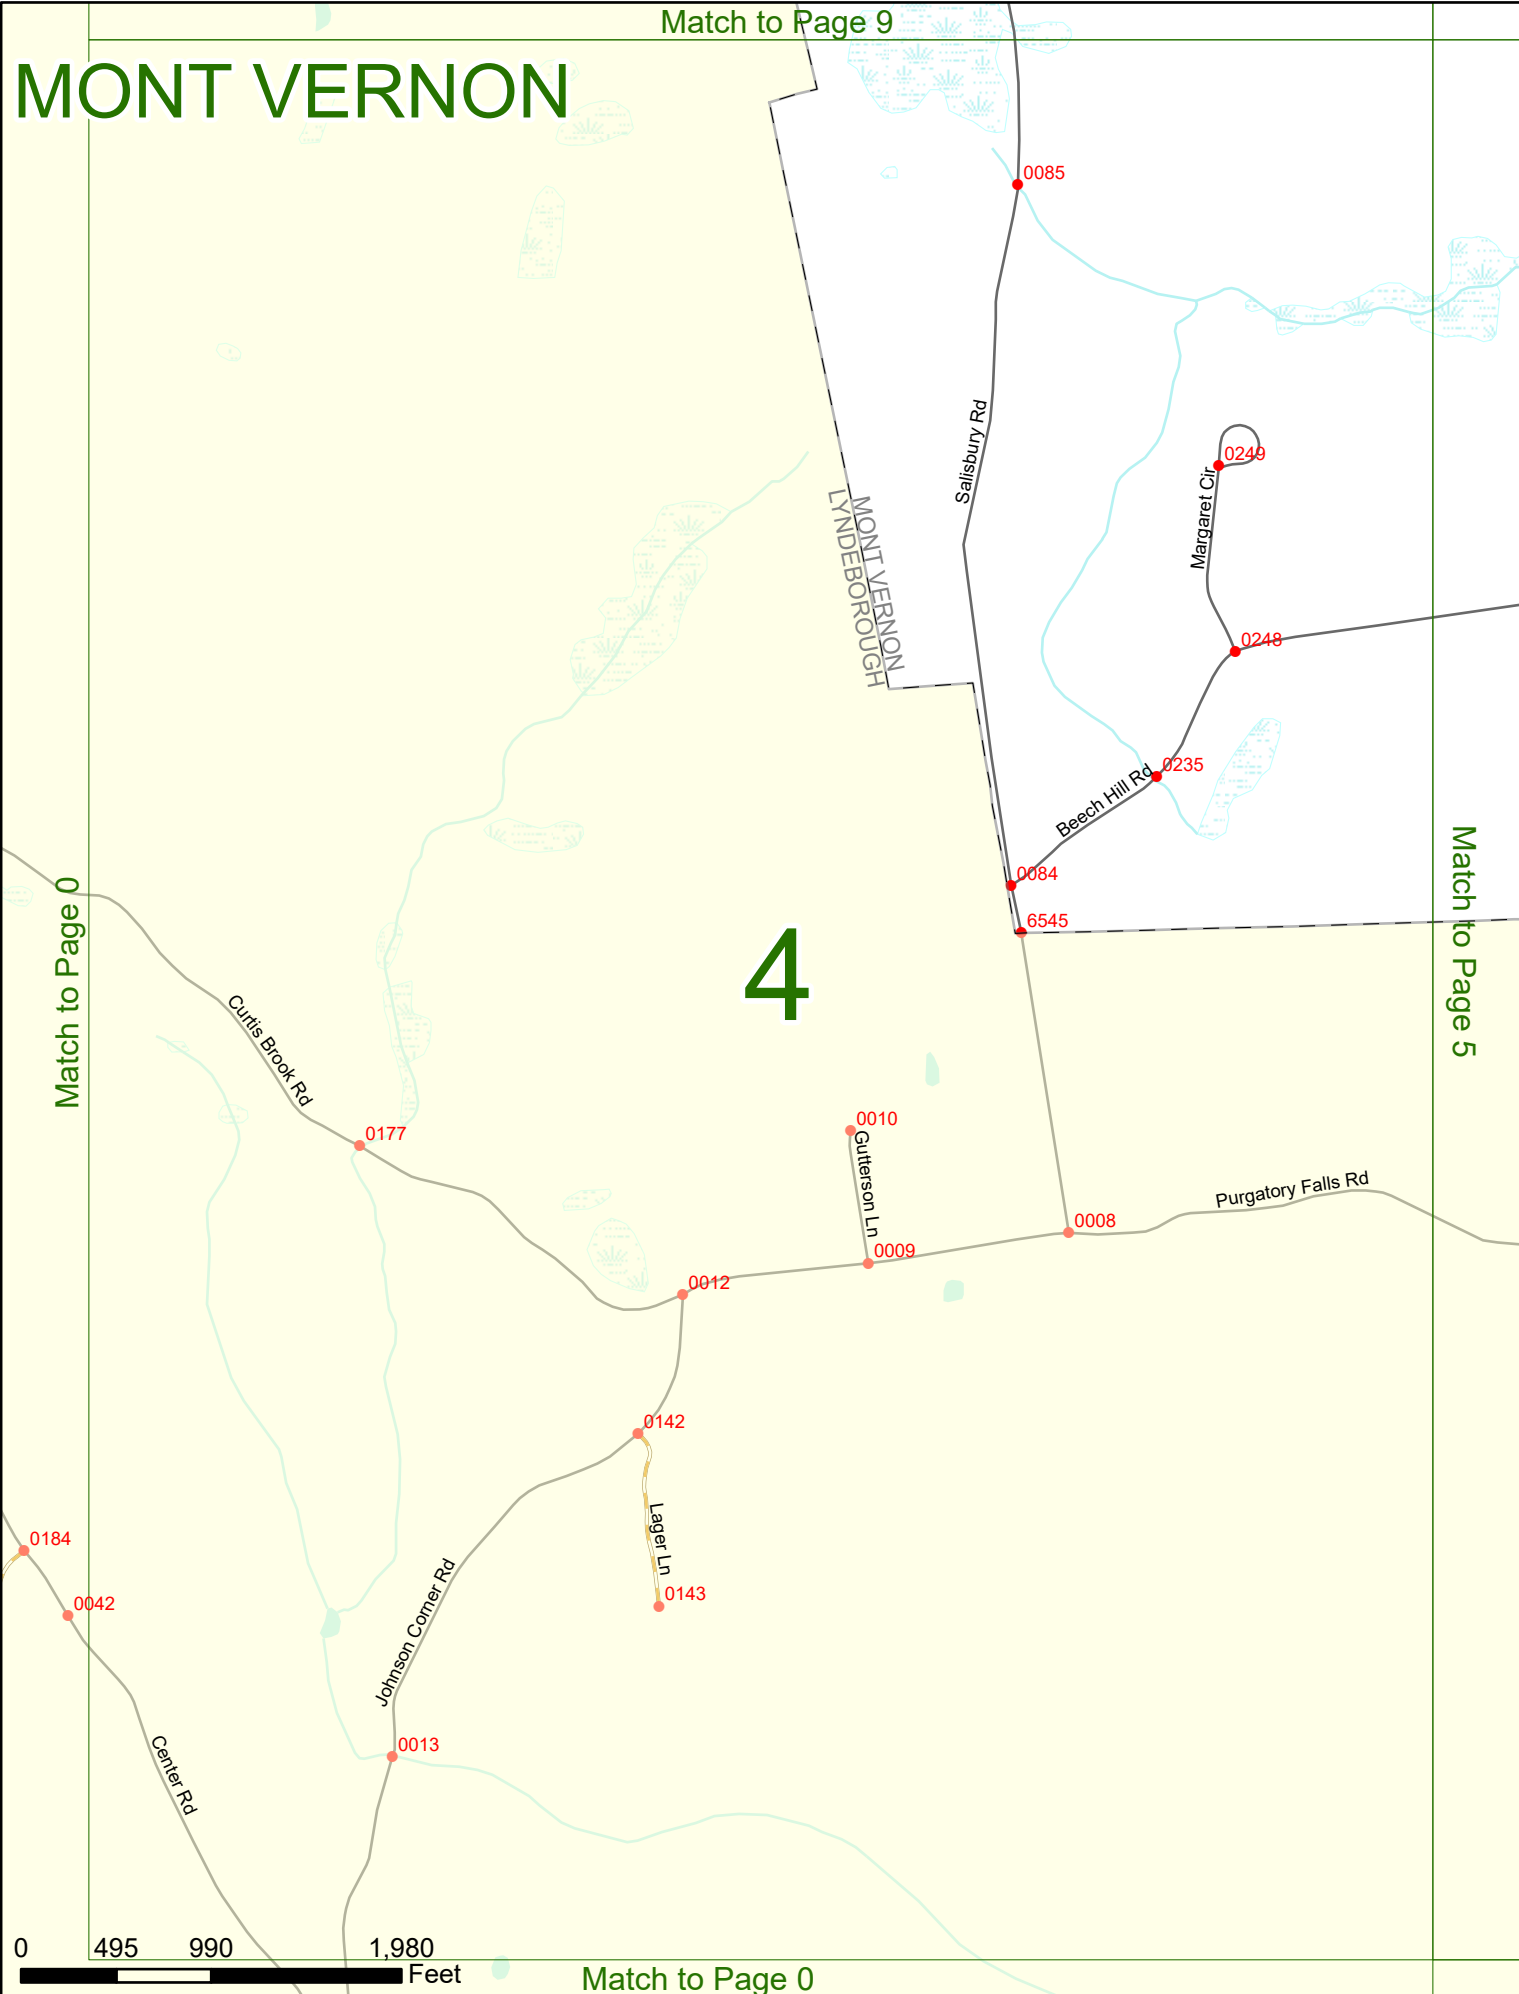 Match to Page 9
MONT VERNON
0085
Salisbury Rd
0249
Margaret Cir
MONT VERNON
LYNDEBOROUGH
0248
0235
Beech Hill Rd
0084
6545
Match to Page 0
4
Match to Page 5
Curtis Brook Rd
0177
0010
Gutterson Ln
Purgatory Falls Rd
0008
0009
0012
0142
Lager Ln
0184
0143
0042
Johnson Corner Rd
0013
Center Rd
0 495 990 1,980
Feet
Match to Page 0